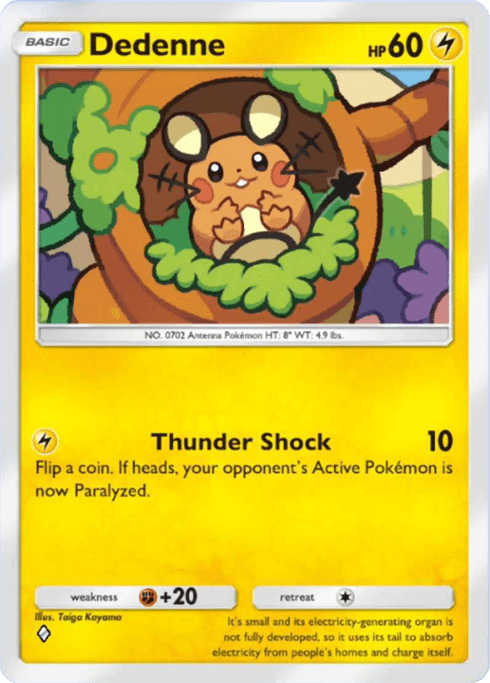 BASIC Dedenne HP60
NO. 0702 Antenna Pokémon HT: 8" WT: 4.9 lbs.
Thunder Shock 10
Flip a coin. If heads, your opponent's Active Pokémon is
now Paralyzed.
weakness +20 retreat
Illus. Taiga Kayama
It's small and its electricity-generating organ is
not fully developed, so it uses its tail to absorb
electricity from people's homes and charge itself.